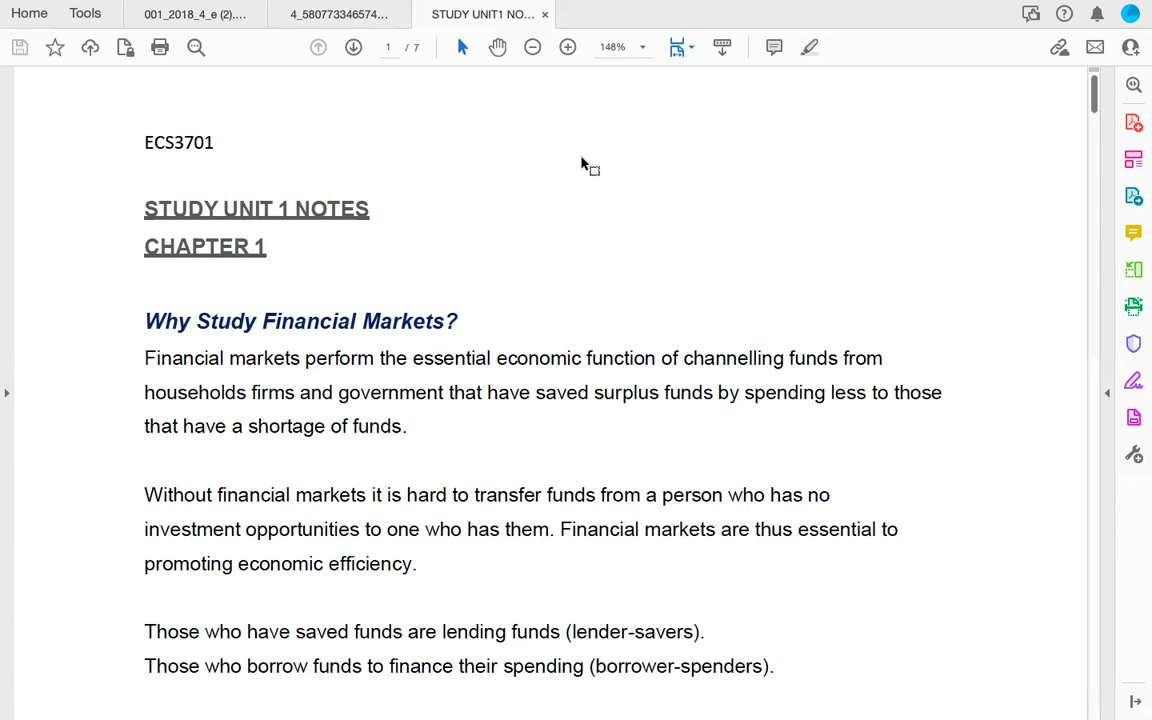 Home Tools 001_2018_4_e (2).... 4_580773346574... STUDY UNIT1 NO... ×
1 / 7 148%
ECS3701
STUDY UNIT 1 NOTES
CHAPTER 1
Why Study Financial Markets?
Financial markets perform the essential economic function of channelling funds from
households firms and government that have saved surplus funds by spending less to those
that have a shortage of funds.
Without financial markets it is hard to transfer funds from a person who has no
investment opportunities to one who has them. Financial markets are thus essential to
promoting economic efficiency.
Those who have saved funds are lending funds (lender-savers).
Those who borrow funds to finance their spending (borrower-spenders).